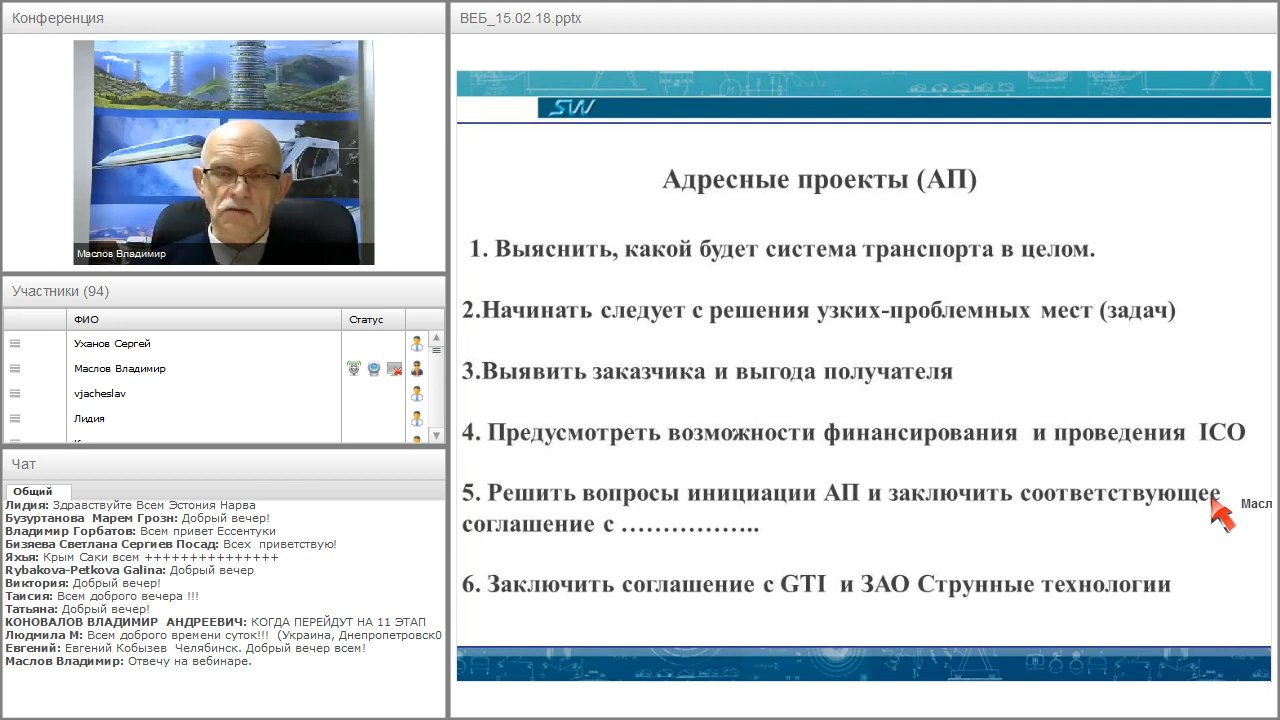 Конференция
Маслов Владимир
Участники (94)
ФИО
Статус
Уханов Сергей
Маслов Владимир
vjacheslav
Лидия
Чат
Общий
Лидия: Здравствуйте Всем Эстония Нарва
Бузуртанова Марем Грозн: Добрый вечер!
Владимир Горбатов: Всем привет Ессентуки
Бизяева Светлана Сергиев Посад: Всех приветствую!
Яхья: Крым Саки всем +++++++++++++++
Rybakova-Petkova Galina: Добрый вечер
Виктория: Добрый вечер!
Таисия: Всем доброго вечера !!!
Татьяна: Добрый вечер!
КОНОВАЛОВ ВЛАДИМИР АНДРЕЕВИЧ: КОГДА ПЕРЕЙДУТ НА 11 ЭТАП
Людмила М: Всем доброго времени суток!!! (Украина, Днепропетровск0
Евгений: Евгений Кобызев Челябинск. Добрый вечер всем!
Маслов Владимир: Отвечу на вебинаре.
ВЕБ_15.02.18.pptx
SW
Адресные проекты (АП)
1. Выяснить, какой будет система транспорта в целом.
2.Начинать следует с решения узких-проблемных мест (задач)
3.Выявить заказчика и выгода получателя
4. Предусмотреть возможности финансирования и проведения ICO
5. Решить вопросы инициации АП и заключить соответствующее
соглашение с ……………..
Масл
6. Заключить соглашение с GTI и ЗАО Струнные технологии